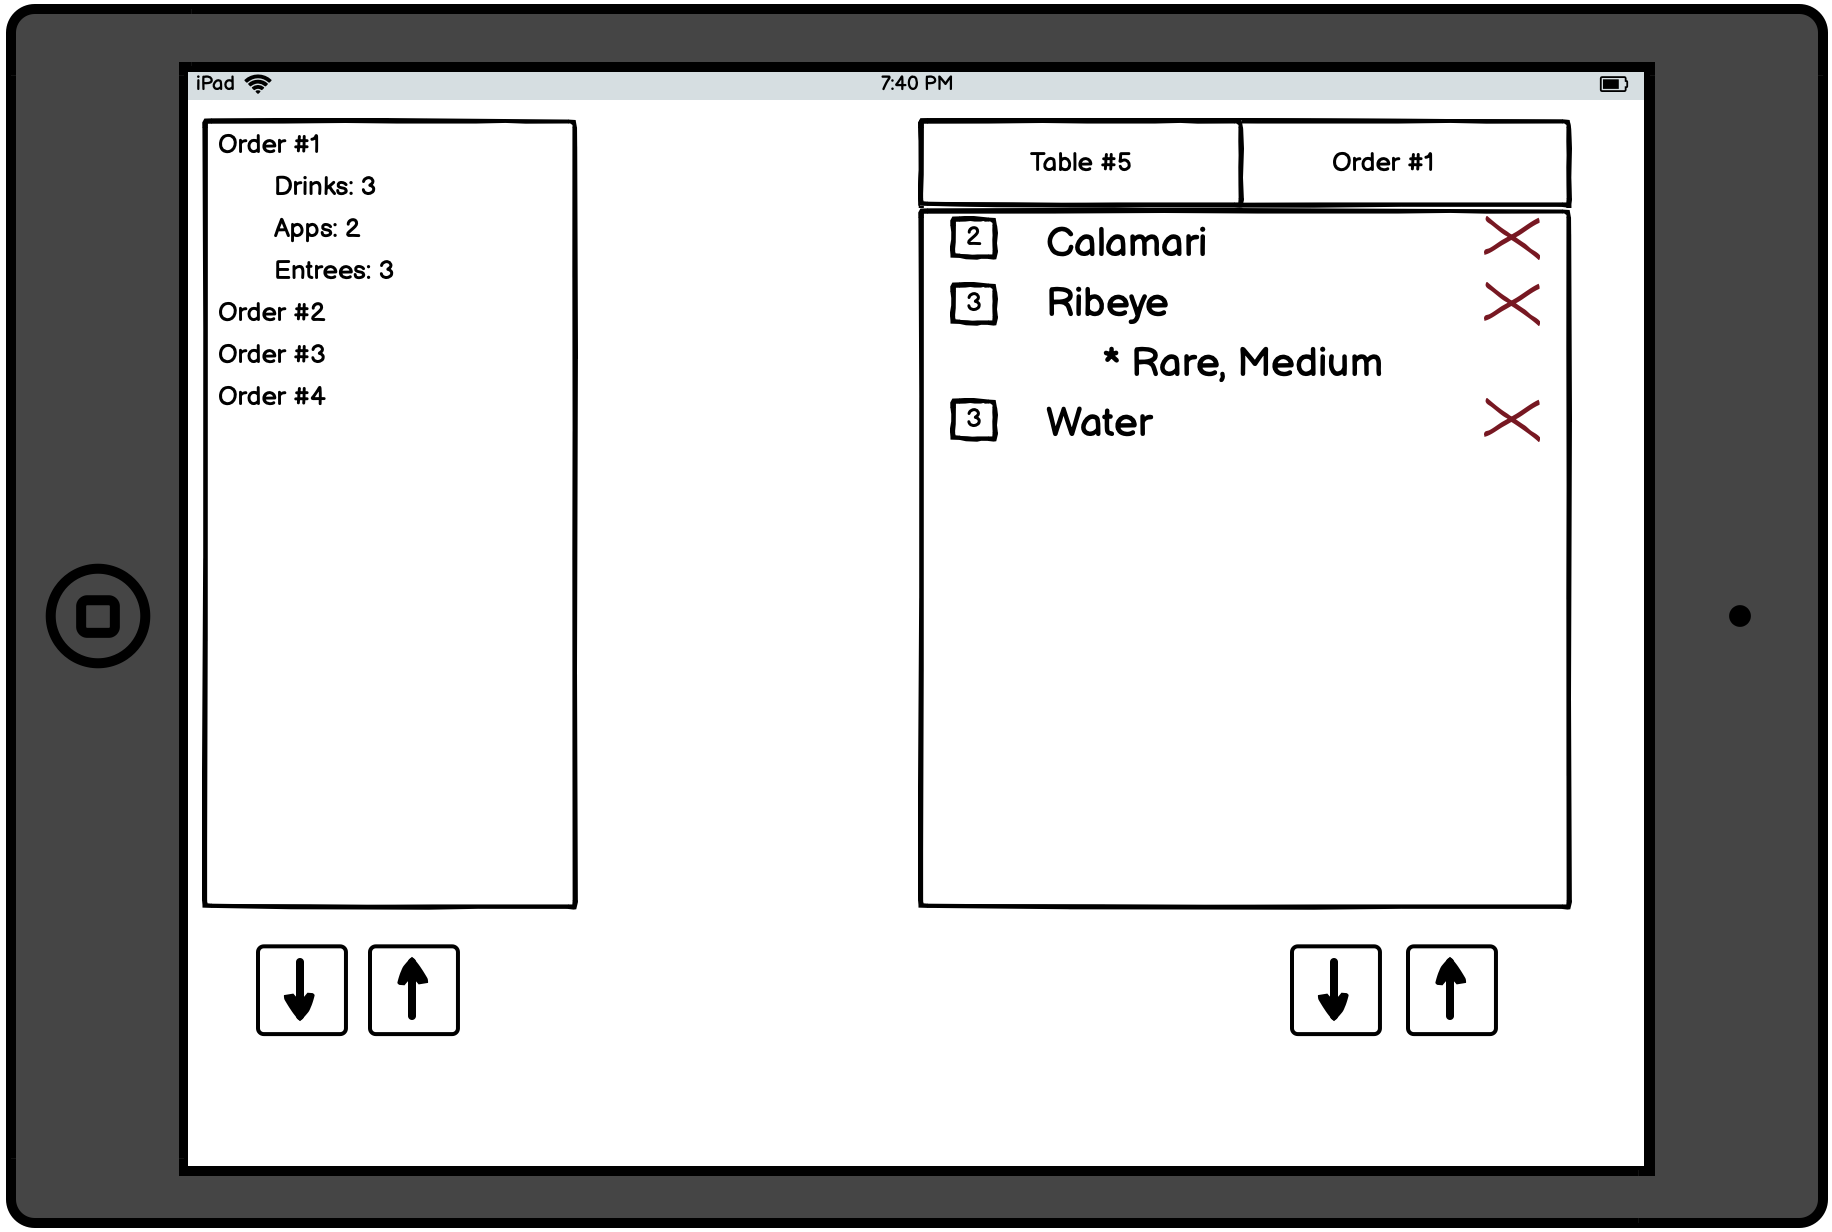 iPad
7:40 PM
Order #1
Drinks: 3
Apps: 2
Entrees: 3
Order #2
Order #3
Order #4
Table #5
Order #1
2 Calamari
3 Ribeye
* Rare, Medium
3 Water